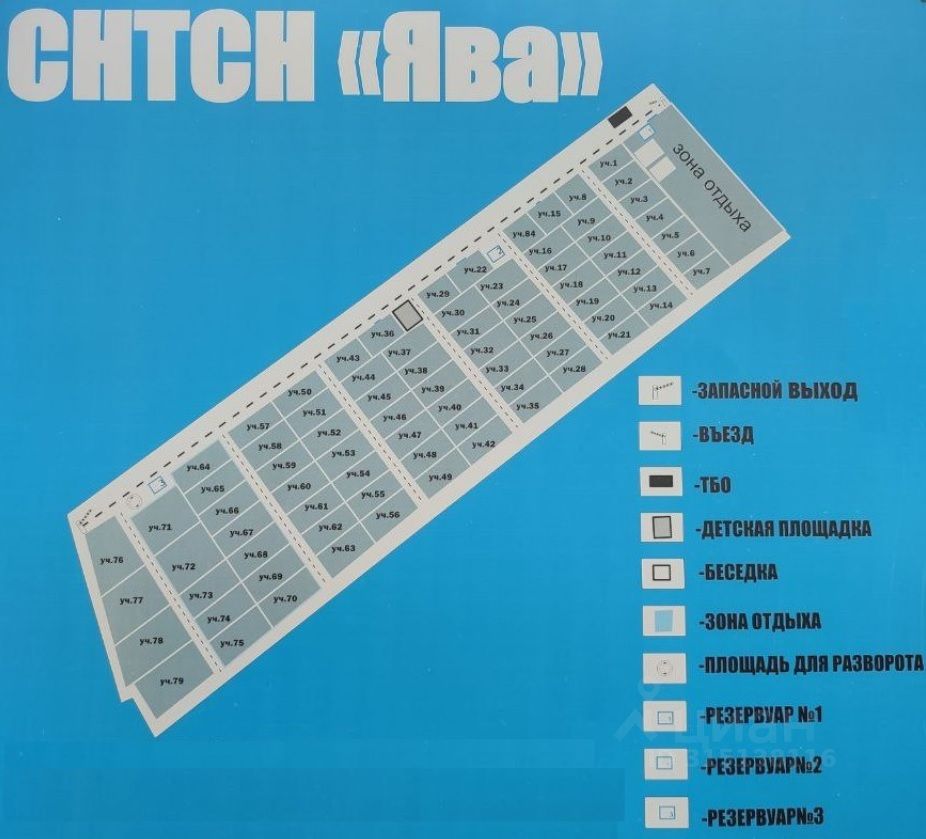 СНТСН «Ява»
зона отдыха
уч.1
уч.2
уч.3
уч.4
уч.5
уч.6
уч.7
уч.8
уч.9
уч.10
уч.11
уч.12
уч.13
уч.14
уч.15
уч.84
уч.16
уч.17
уч.18
уч.19
уч.20
уч.21
2
уч.22
уч.23
уч.24
уч.25
уч.26
уч.27
уч.28
уч.29
уч.30
уч.31
уч.32
уч.33
уч.34
уч.35
уч.36
уч.37
уч.38
уч.39
уч.40
уч.41
уч.42
уч.43
уч.44
уч.45
уч.46
уч.47
уч.48
уч.49
уч.50
уч.51
уч.52
уч.53
уч.54
уч.55
уч.56
уч.57
уч.58
уч.59
уч.60
уч.61
уч.62
уч.63
3
уч.64
уч.65
уч.66
уч.67
уч.68
уч.69
уч.70
уч.71
уч.72
уч.73
уч.74
уч.75
уч.76
уч.77
уч.78
уч.79
-ЗАПАСНОЙ ВЫХОД
-ВЪЕЗД
-ТБО
-ДЕТСКАЯ ПЛОЩАДКА
-БЕСЕДКА
-ЗОНА ОТДЫХА
-ПЛОЩАДЬ ДЛЯ РАЗВОРОТА
1 -РЕЗЕРВУАР №1
-РЕЗЕРВУАР№2
3 -РЕЗЕРВУАР№3
циан